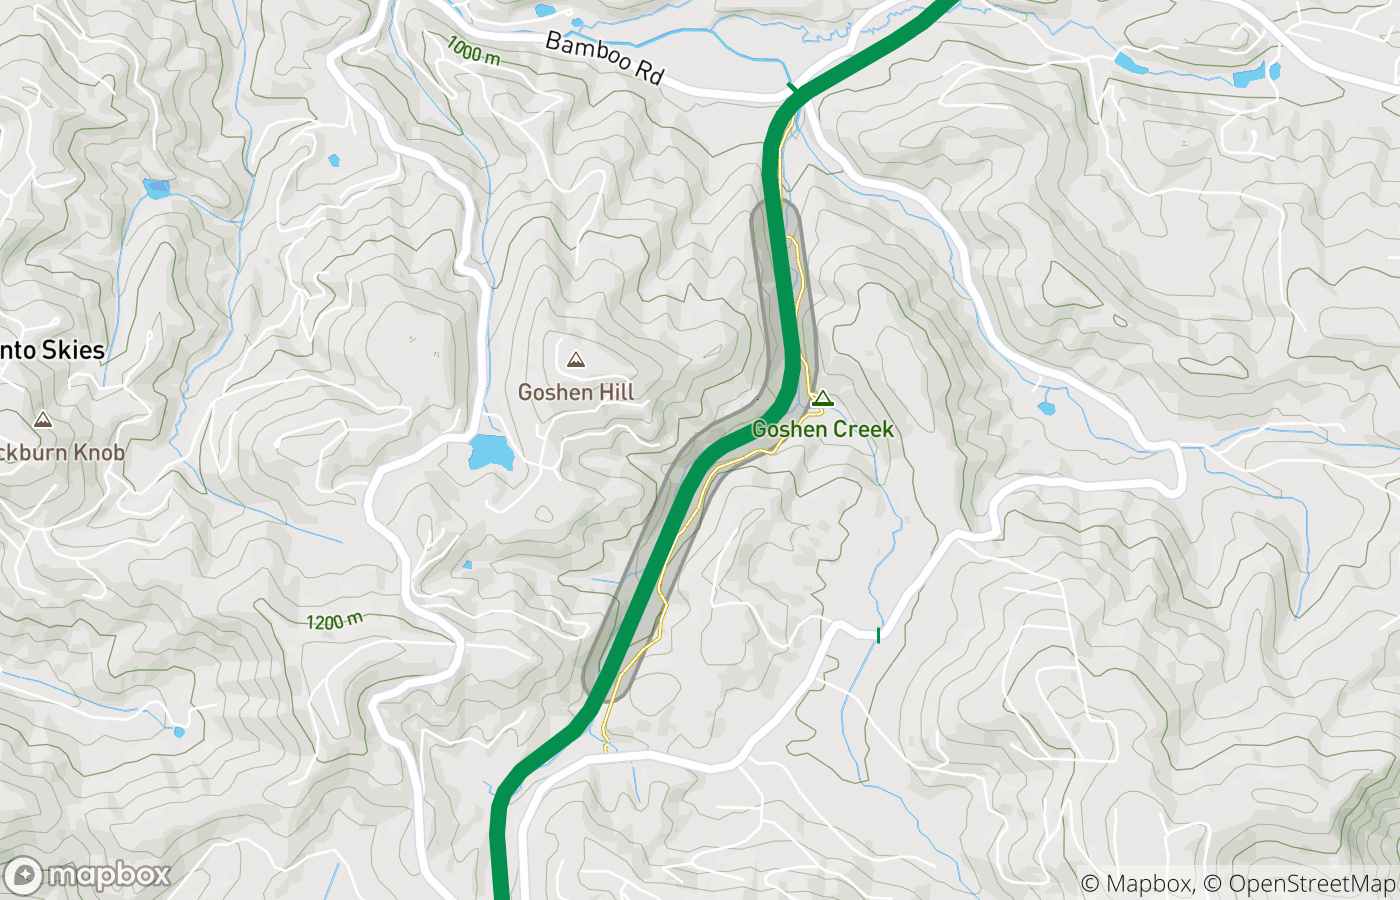 1000 m
Bamboo Rd
nto Skies
Goshen Hill
ckburn Knob
Goshen Creek
1200 m
mapbox
© Mapbox, © OpenStreetMap